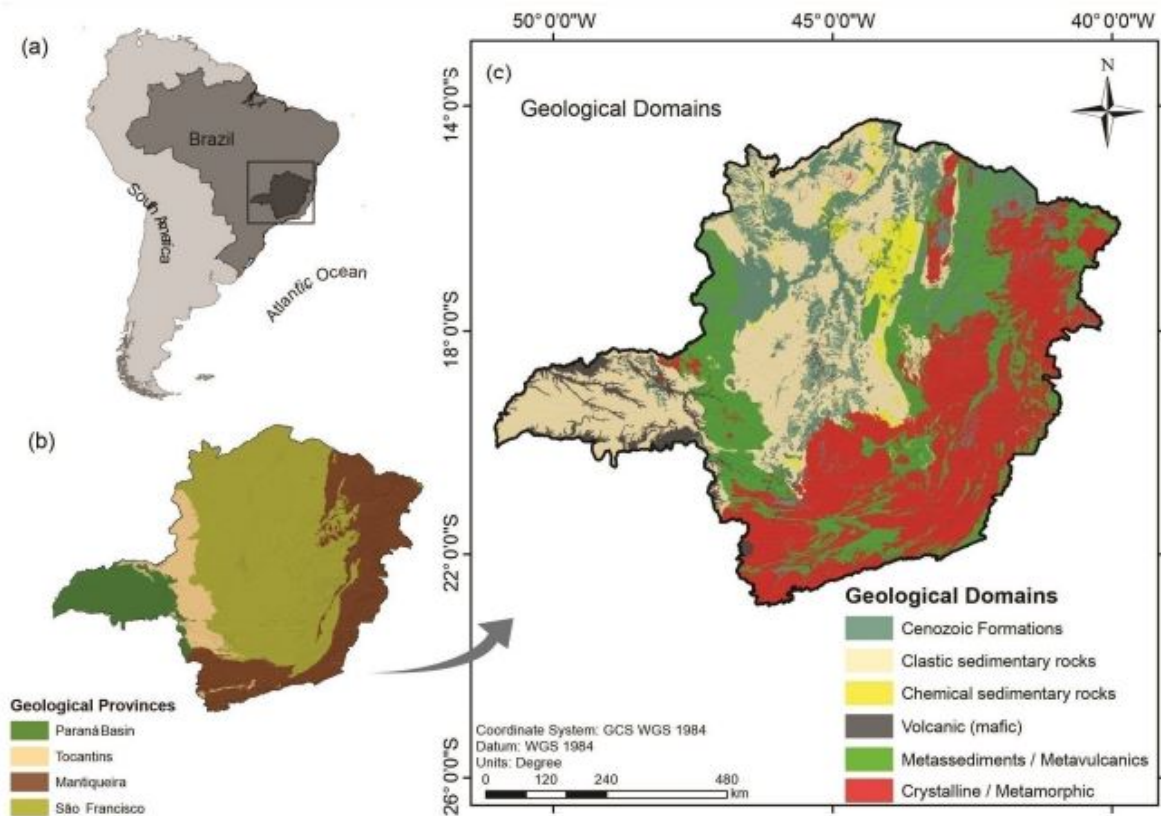 (a)
Brazil
South America
Atlantic Ocean
(b)
Geological Provinces
Paraná Basin
Tocantins
Mantiqueira
São Francisco
50° 0'0"W
45° 0'0"W
40° 0'0"W
14° 0'0"S
18° 0'0"S
22° 0'0"S
26° 0'0"S
(c)
Geological Domains
N
Geological Domains
Cenozoic Formations
Clastic sedimentary rocks
Chemical sedimentary rocks
Volcanic (mafic)
Metassediments / Metavulcanics
Crystalline / Metamorphic
Coordinate System: GCS WGS 1984
Datum: WGS 1984
Units: Degree
0 120 240 480
km